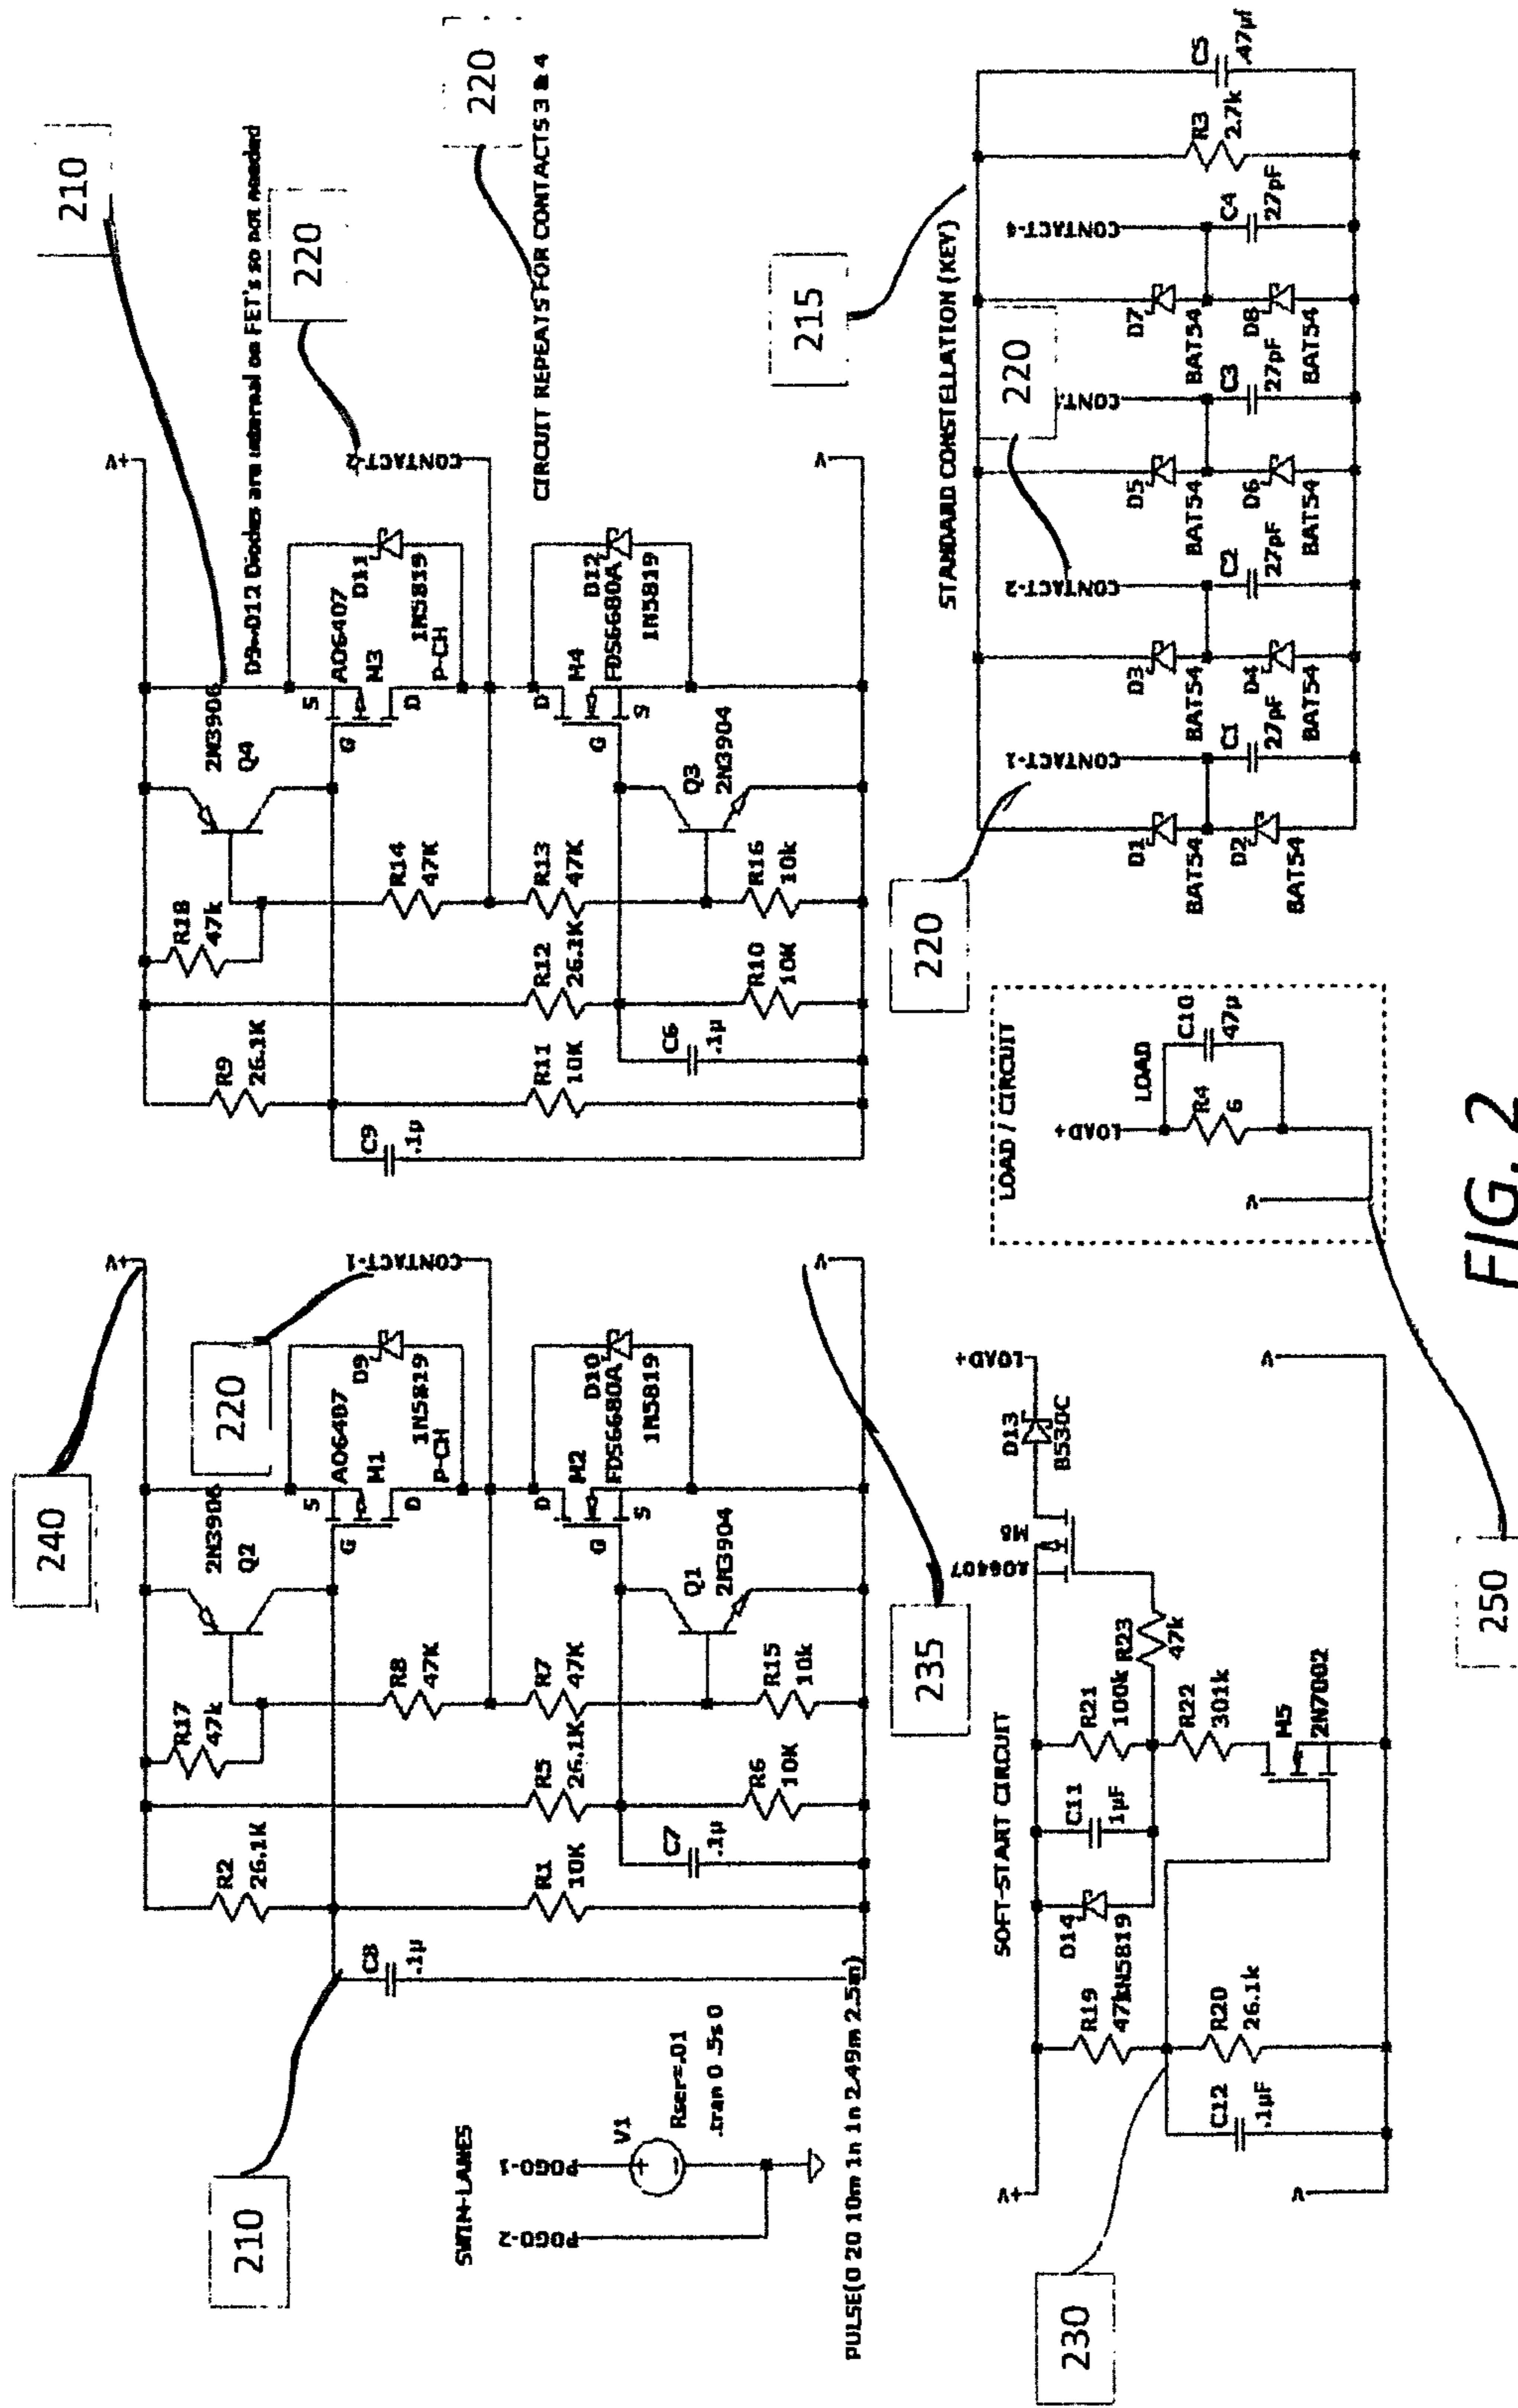 240
220
210
220
220
210
235
220
220
215
230
250
V+
R2
26.1K
R17
47k
2N3906
Q2
S
AO6407
M1
D9
1N5819
P-CH
G
D
CONTACT-1
R8
47K
R7
47K
R5
26.1K
C8
.1µ
R1
10K
C7
.1µ
R6
10K
R15
10k
Q1
2N3904
G
D
M2
D10
FDS6680A
1N5819
S
V-
V+
R9
26.1K
R18
47k
2N3906
Q4
D9-D12 Diodes are internal on FET's so not needed
S
AO6407
M3
D11
1N5819
P-CH
G
D
CONTACT-2
R14
47K
R13
47K
R12
26.1K
C9
.1µ
R11
10K
C6
.1µ
R10
10K
R16
10k
Q3
2N3904
G
D
M4
D12
FDS6680A
1N5819
S
V-
CIRCUIT REPEATS FOR CONTACTS 3 & 4
SWIM-LANES
POGO-2
POGO-1
V1
Rser=.01
.tran 0 .5s 0
PULSE(0 20 10m 1n 1n 2.49m 2.5m)
SOFT-START CIRCUIT
+V
R19
47k
D14
1N5819
C11
1µF
R21
100k
R23
47k
AO6407
M6
D13
B530C
LOAD+
C12
.1µF
R20
26.1k
R22
301k
M5
2N7002
V-
V-
LOAD / CIRCUIT
V-
LOAD+
LOAD
R4
6
C10
47µ
STANDARD CONSTELLATION (KEY)
D1
BAT54
D2
BAT54
CONTACT-1
C1
27pF
D3
BAT54
D4
BAT54
CONTACT-2
C2
27pF
D5
BAT54
D6
BAT54
CONT.
C3
27pF
D7
BAT54
D8
BAT54
CONTACT-4
C4
27pF
R3
2.7k
C5
.47µf
FIG. 2